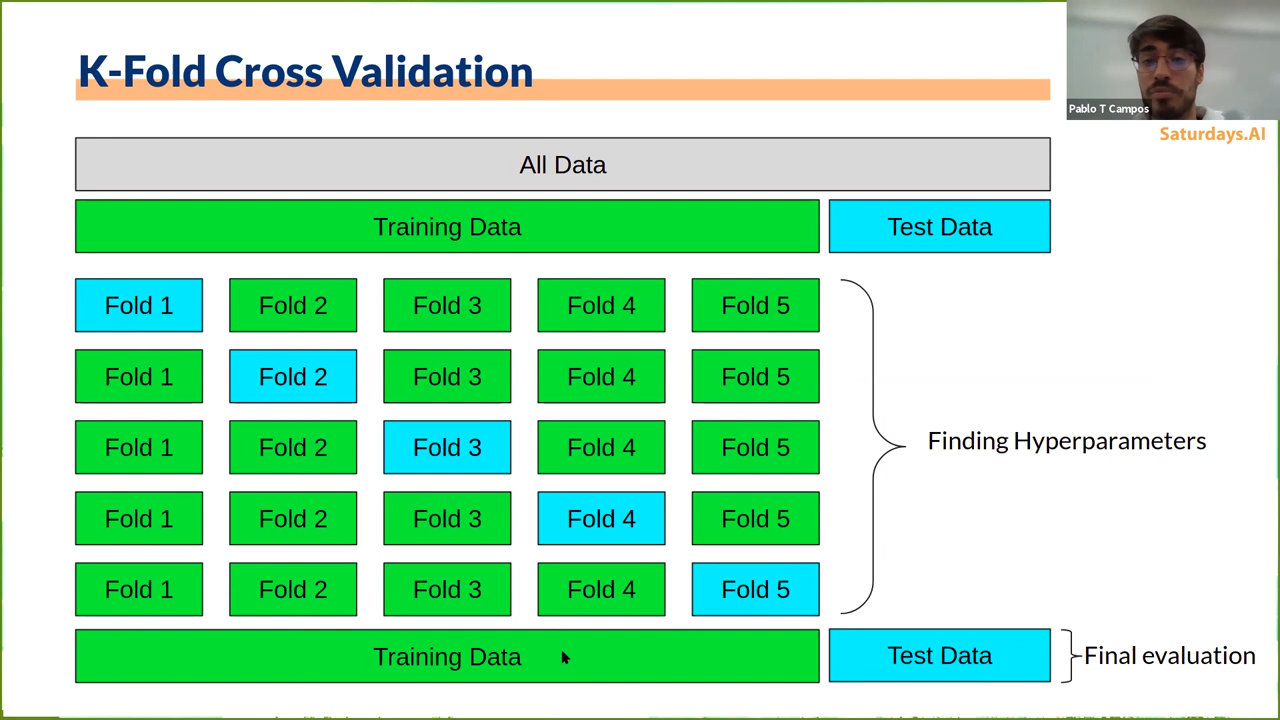 K-Fold Cross Validation
Pablo T Campos
Saturdays.AI
All Data
Training Data
Test Data
Fold 1 Fold 2 Fold 3 Fold 4 Fold 5
Fold 1 Fold 2 Fold 3 Fold 4 Fold 5
Fold 1 Fold 2 Fold 3 Fold 4 Fold 5
Fold 1 Fold 2 Fold 3 Fold 4 Fold 5
Fold 1 Fold 2 Fold 3 Fold 4 Fold 5
Finding Hyperparameters
Training Data
Test Data
Final evaluation